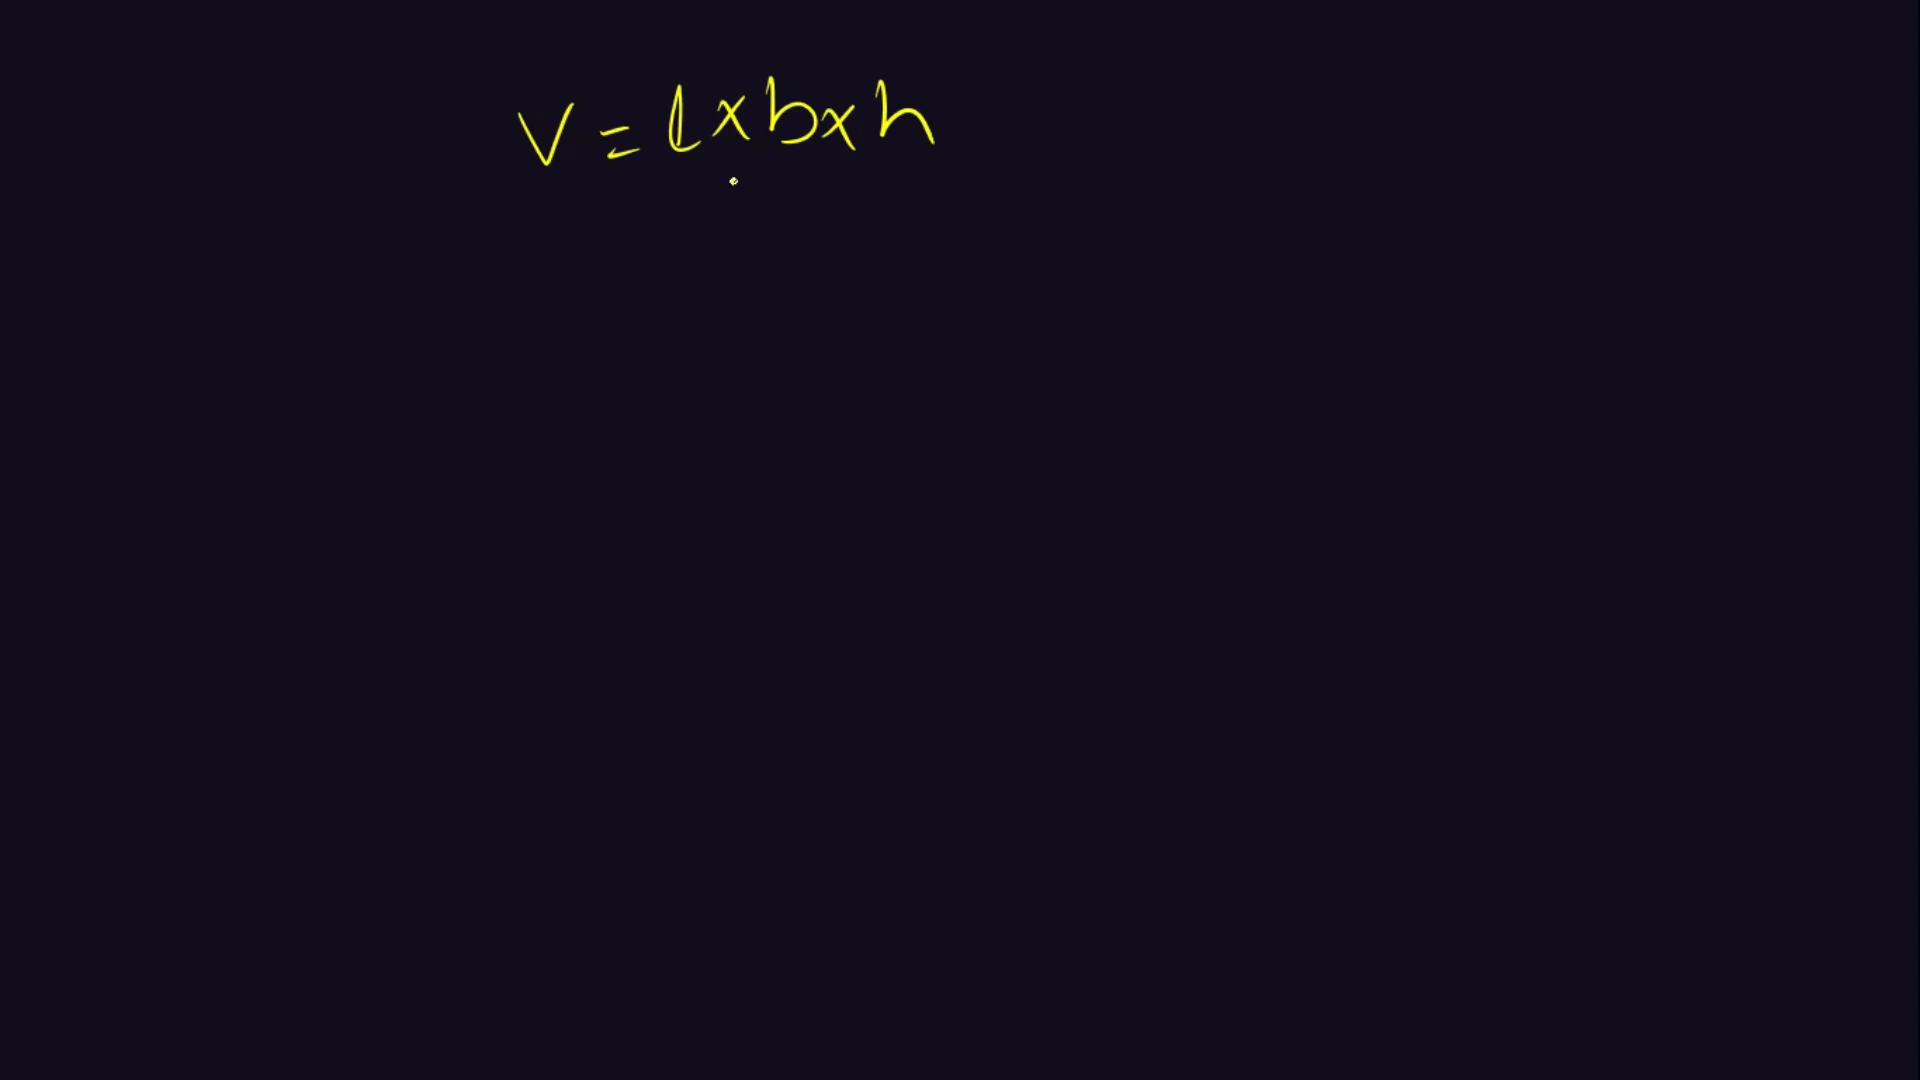 V = l x b x h